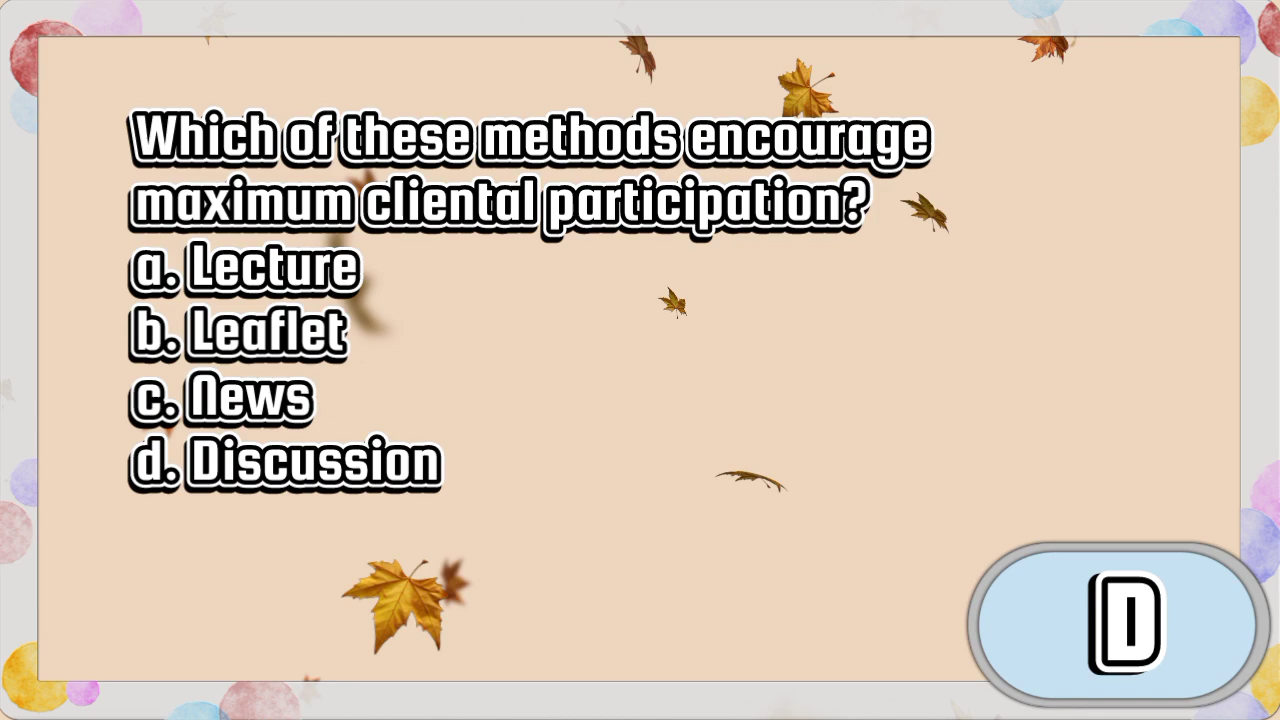 Which of these methods encourage
maximum cliental participation?
a. Lecture
b. Leaflet
c. News
d. Discussion
D